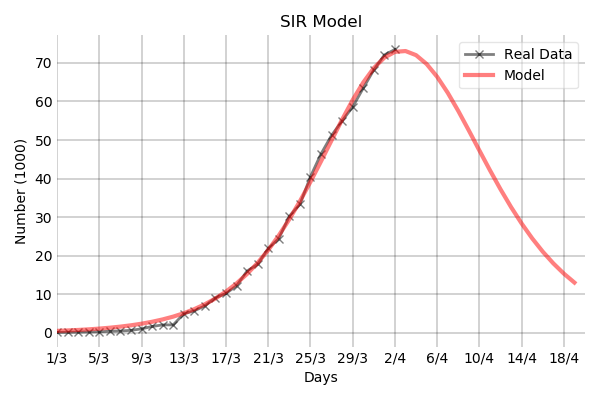 SIR Model
Real Data
Model
Number (1000)
70
60
50
40
30
20
10
0
1/3 5/3 9/3 13/3 17/3 21/3 25/3 29/3 2/4 6/4 10/4 14/4 18/4
Days